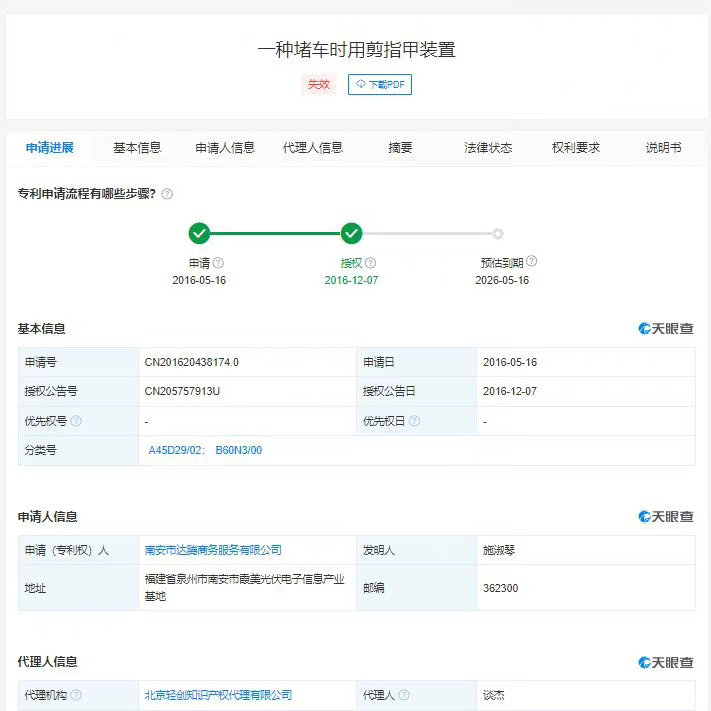 一种堵车时用剪指甲装置
失效 下载PDF
申请进展 基本信息 申请人信息 代理人信息 摘要 法律状态 权利要求 说明书
专利申请流程有哪些步骤? ?
申请 ? 授权 ? 预估到期 ?
2016-05-16 2016-12-07 2026-05-16
基本信息 天眼查
申请号 CN201620438174.0 申请日 2016-05-16
授权公告号 CN205757913U 授权公告日 2016-12-07
优先权号 ? - 优先权日 ? -
分类号 A45D29/02; B60N3/00
申请人信息 天眼查
申请（专利权）人 南安市达腾商务服务有限公司 发明人 施淑琴
地址 福建省泉州市南安市霞美光伏电子信息产业 邮编 362300
基地
代理人信息 天眼查
代理机构 ? 北京轻创知识产权代理有限公司 代理人 ? 谈杰